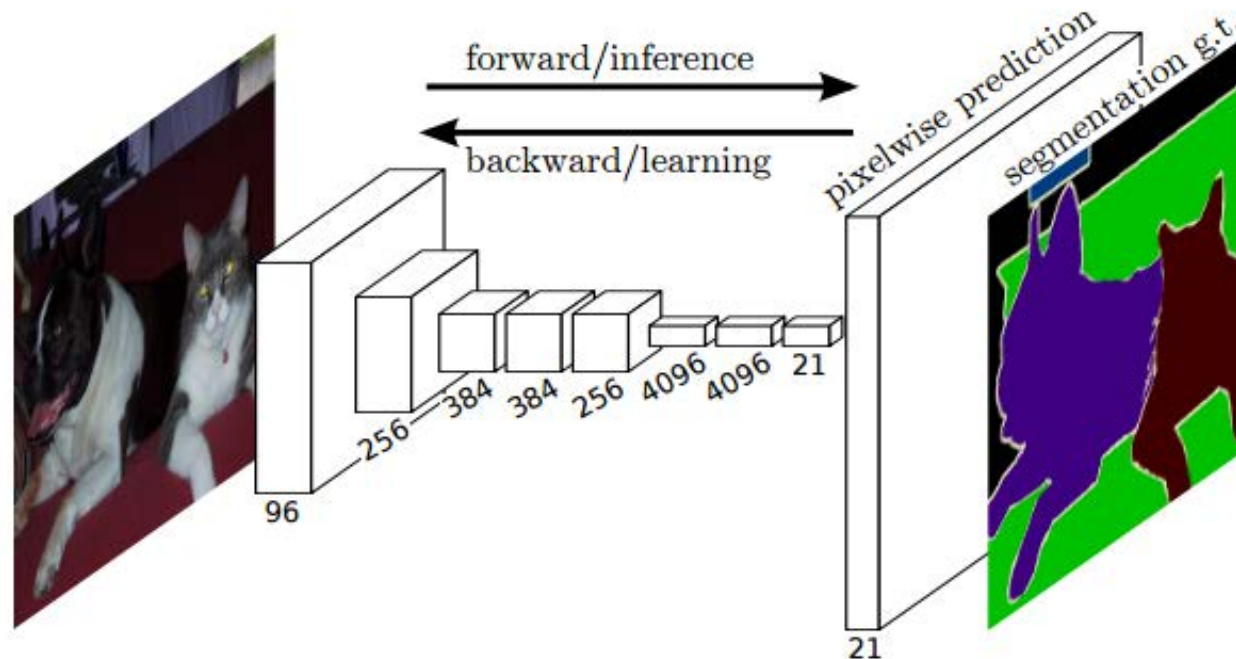 forward/inference
backward/learning
pixelwise prediction
segmentation g.t.
96
256
384
384
256
4096
4096
21
21